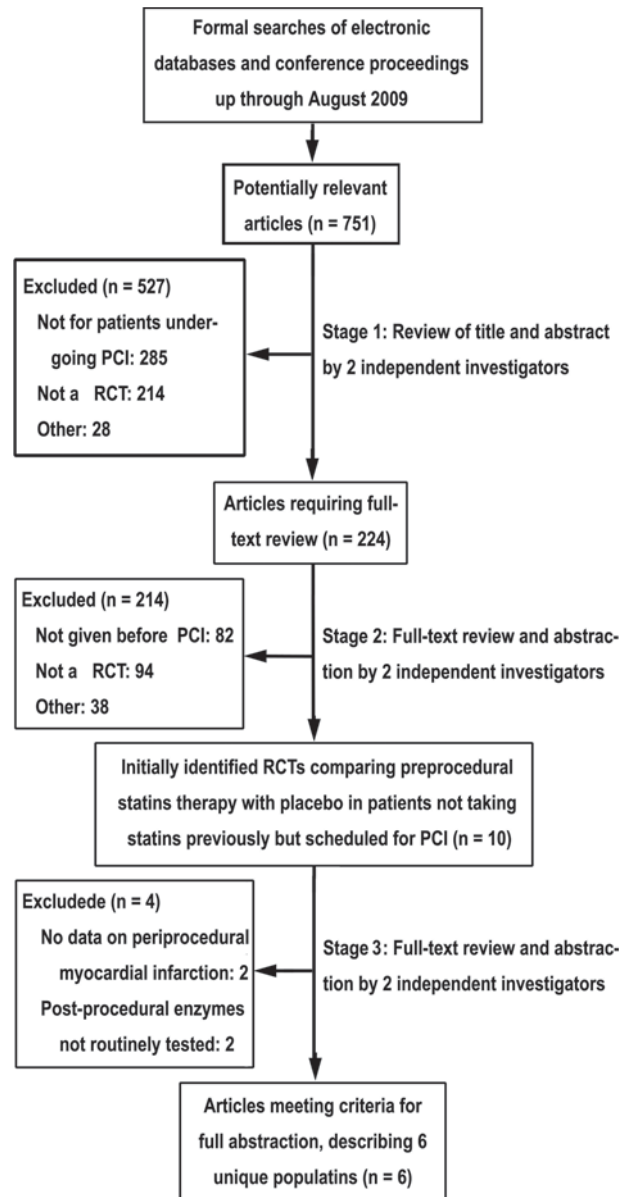 Formal searches of electronic
databases and conference proceedings
up through August 2009
Potentially relevant
articles (n = 751)
Excluded (n = 527)
Not for patients under-
going PCI: 285
Not a RCT: 214
Other: 28
Stage 1: Review of title and abstract
by 2 independent investigators
Articles requiring full-
text review (n = 224)
Excluded (n = 214)
Not given before PCI: 82
Not a RCT: 94
Other: 38
Stage 2: Full-text review and abstrac-
tion by 2 independent investigators
Initially identified RCTs comparing preprocedural
statins therapy with placebo in patients not taking
statins previously but scheduled for PCI (n = 10)
Excludede (n = 4)
No data on periprocedural
myocardial infarction: 2
Post-procedural enzymes
not routinely tested: 2
Stage 3: Full-text review and abstrac-
tion by 2 independent investigators
Articles meeting criteria for
full abstraction, describing 6
unique populatins (n = 6)